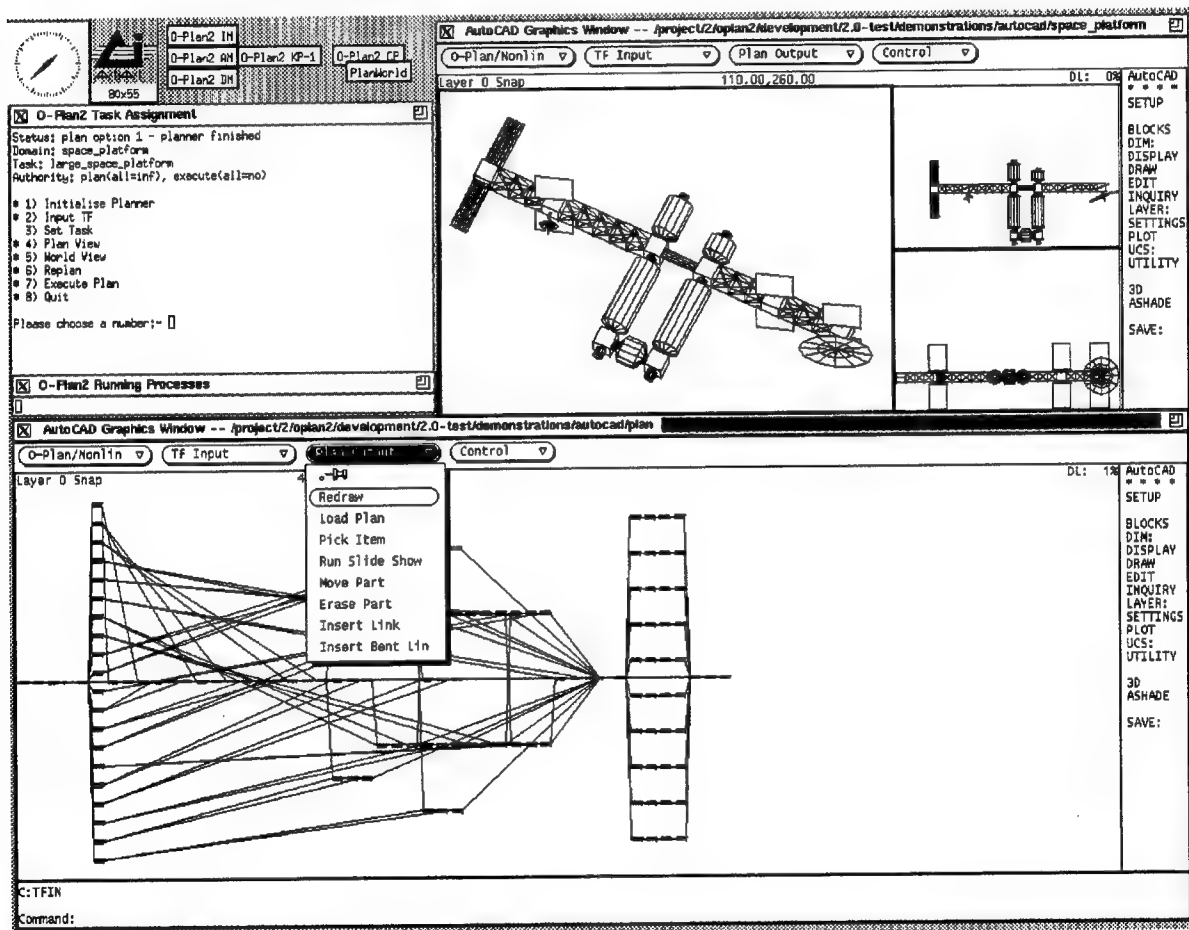 O-Plan2 IM
O-Plan2 AM
O-Plan2 KP-1
O-Plan2 CP
PlanWorld
O-Plan2 DM
AIAI
80x55
O-Plan2 Task Assignment
Status: plan option 1 - planner finished
Domain: space_platform
Task: large_space_platform
Authority: plan(all=inf), execute(all=no)
* 1) Initialise Planner
* 2) Input TF
3) Set Task
* 4) Plan View
* 5) World View
* 6) Replan
* 7) Execute Plan
* 8) Quit
Please choose a number:-
O-Plan2 Running Processes
AutoCAD Graphics Window -- /project/2/oplan2/development/2.0-test/demonstrations/autocad/space_platform
O-Plan/Nonlin
TF Input
Plan Output
Control
Layer 0 Snap
110.00,260.00
DL: 0%
AutoCAD
* * * *
SETUP
BLOCKS
DIM:
DISPLAY
DRAW
EDIT
INQUIRY
LAYER:
SETTINGS
PLOT
UCS:
UTILITY
3D
ASHADE
SAVE:
AutoCAD Graphics Window -- /project/2/oplan2/development/2.0-test/demonstrations/autocad/plan
O-Plan/Nonlin
Tf Input
Control
Layer 0 Snap
4
DL: 1%
Redraw
Load Plan
Pick Item
Run Slide Show
Move Part
Erase Part
Insert Link
Insert Bent Lin
AutoCAD
* * * *
SETUP
BLOCKS
DIM:
DISPLAY
DRAW
EDIT
INQUIRY
LAYER:
SETTINGS
PLOT
UCS:
UTILITY
3D
ASHADE
SAVE:
C:TFIN
Command: